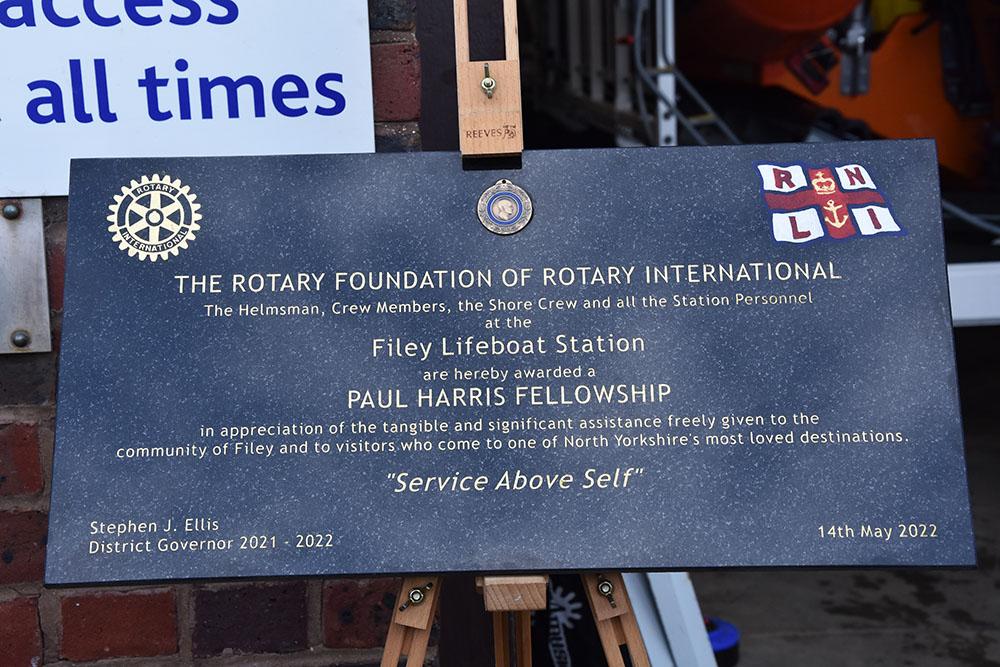 access
all times
REEVES
ROTARY
INTERNATIONAL
R N
L I
THE ROTARY FOUNDATION OF ROTARY INTERNATIONAL
The Helmsman, Crew Members, the Shore Crew and all the Station Personnel
at the
Filey Lifeboat Station
are hereby awarded a
PAUL HARRIS FELLOWSHIP
in appreciation of the tangible and significant assistance freely given to the
community of Filey and to visitors who come to one of North Yorkshire's most loved destinations.
"Service Above Self"
Stephen J. Ellis
District Governor 2021 - 2022
14th May 2022